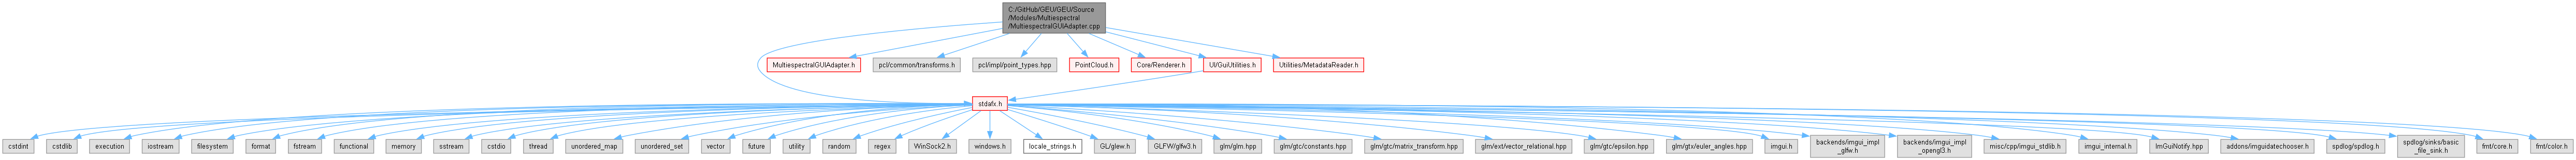 C:/GitHub/GEU/GEU/Source
/Modules/Multiespectral
/MultiespectralGUIAdapter.cpp
MultiespectralGUIAdapter.h
pcl/common/transforms.h
pcl/impl/point_types.hpp
PointCloud.h
Core/Renderer.h
UI/GuiUtilities.h
Utilities/MetadataReader.h
stdafx.h
cstdint
cstdlib
execution
iostream
filesystem
format
fstream
functional
memory
sstream
cstdio
thread
unordered_map
unordered_set
vector
future
utility
random
regex
WinSock2.h
windows.h
locale_strings.h
GL/glew.h
GLFW/glfw3.h
glm/glm.hpp
glm/gtc/constants.hpp
glm/gtc/matrix_transform.hpp
glm/ext/vector_relational.hpp
glm/gtc/epsilon.hpp
glm/gtx/euler_angles.hpp
imgui.h
backends/imgui_impl
_glfw.h
backends/imgui_impl
_opengl3.h
misc/cpp/imgui_stdlib.h
imgui_internal.h
ImGuiNotify.hpp
addons/imguidatechooser.h
spdlog/spdlog.h
spdlog/sinks/basic
_file_sink.h
fmt/core.h
fmt/color.h